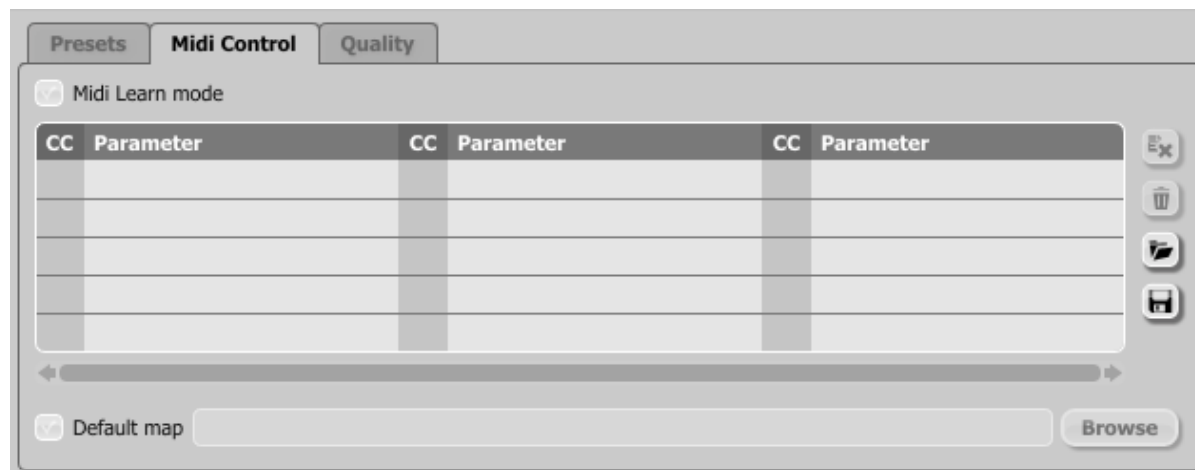 Presets Midi Control Quality
Midi Learn mode
CC Parameter CC Parameter CC Parameter
Default map Browse